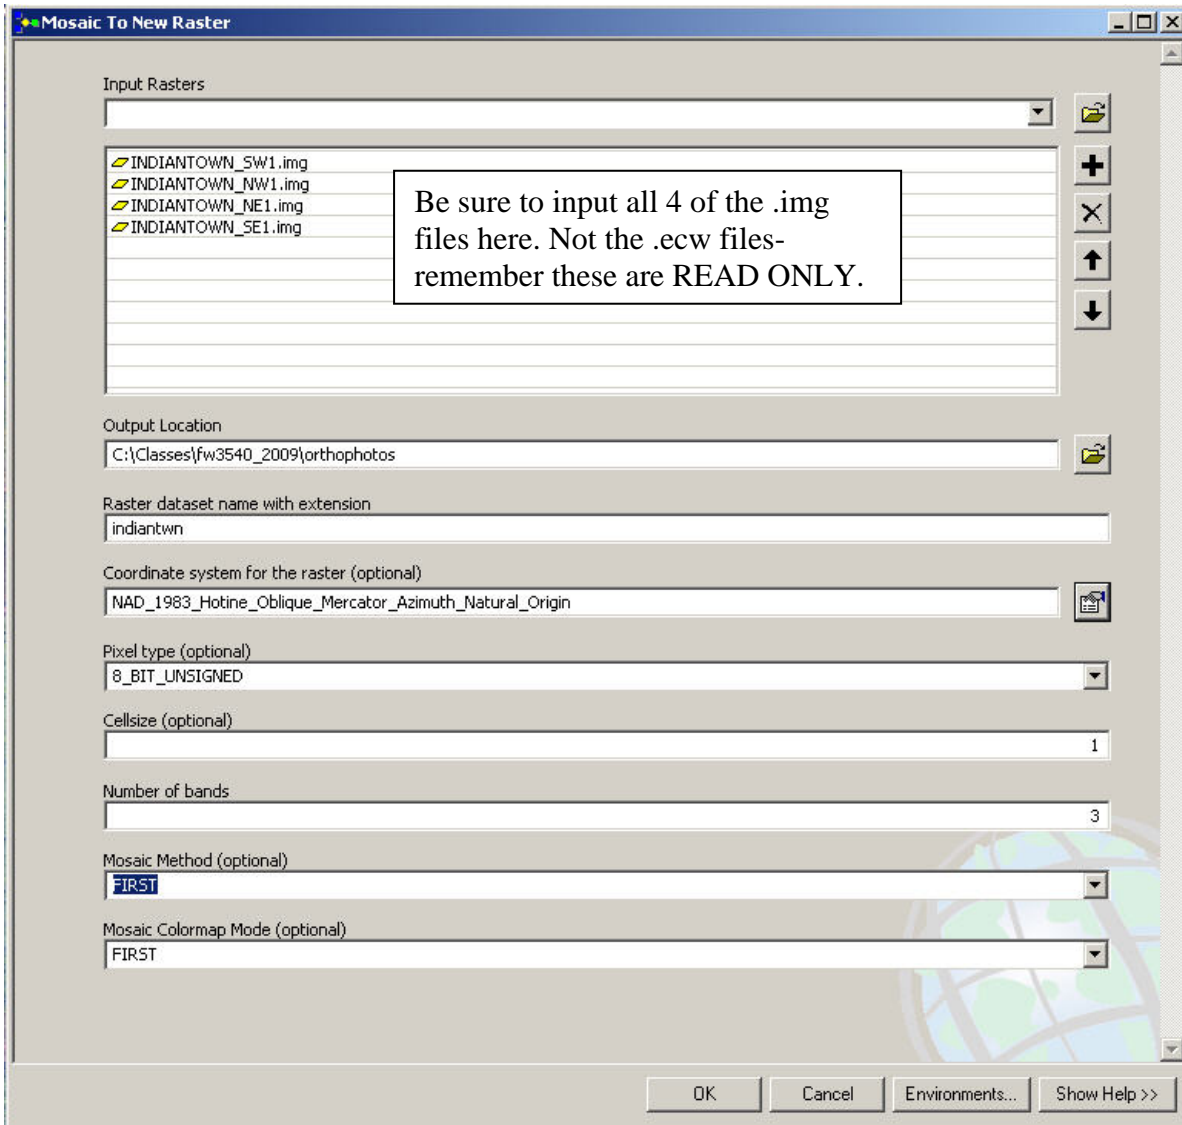 Mosaic To New Raster
Input Rasters
INDIANTOWN_SW1.img
INDIANTOWN_NW1.img
INDIANTOWN_NE1.img
INDIANTOWN_SE1.img
Be sure to input all 4 of the .img
files here. Not the .ecw files-
remember these are READ ONLY.
Output Location
C:\Classes\fw3540_2009\orthophotos
Raster dataset name with extension
indiantwn
Coordinate system for the raster (optional)
NAD_1983_Hotine_Oblique_Mercator_Azimuth_Natural_Origin
Pixel type (optional)
8_BIT_UNSIGNED
Cellsize (optional)
1
Number of bands
3
Mosaic Method (optional)
FIRST
Mosaic Colormap Mode (optional)
FIRST
OK
Cancel
Environments...
Show Help >>